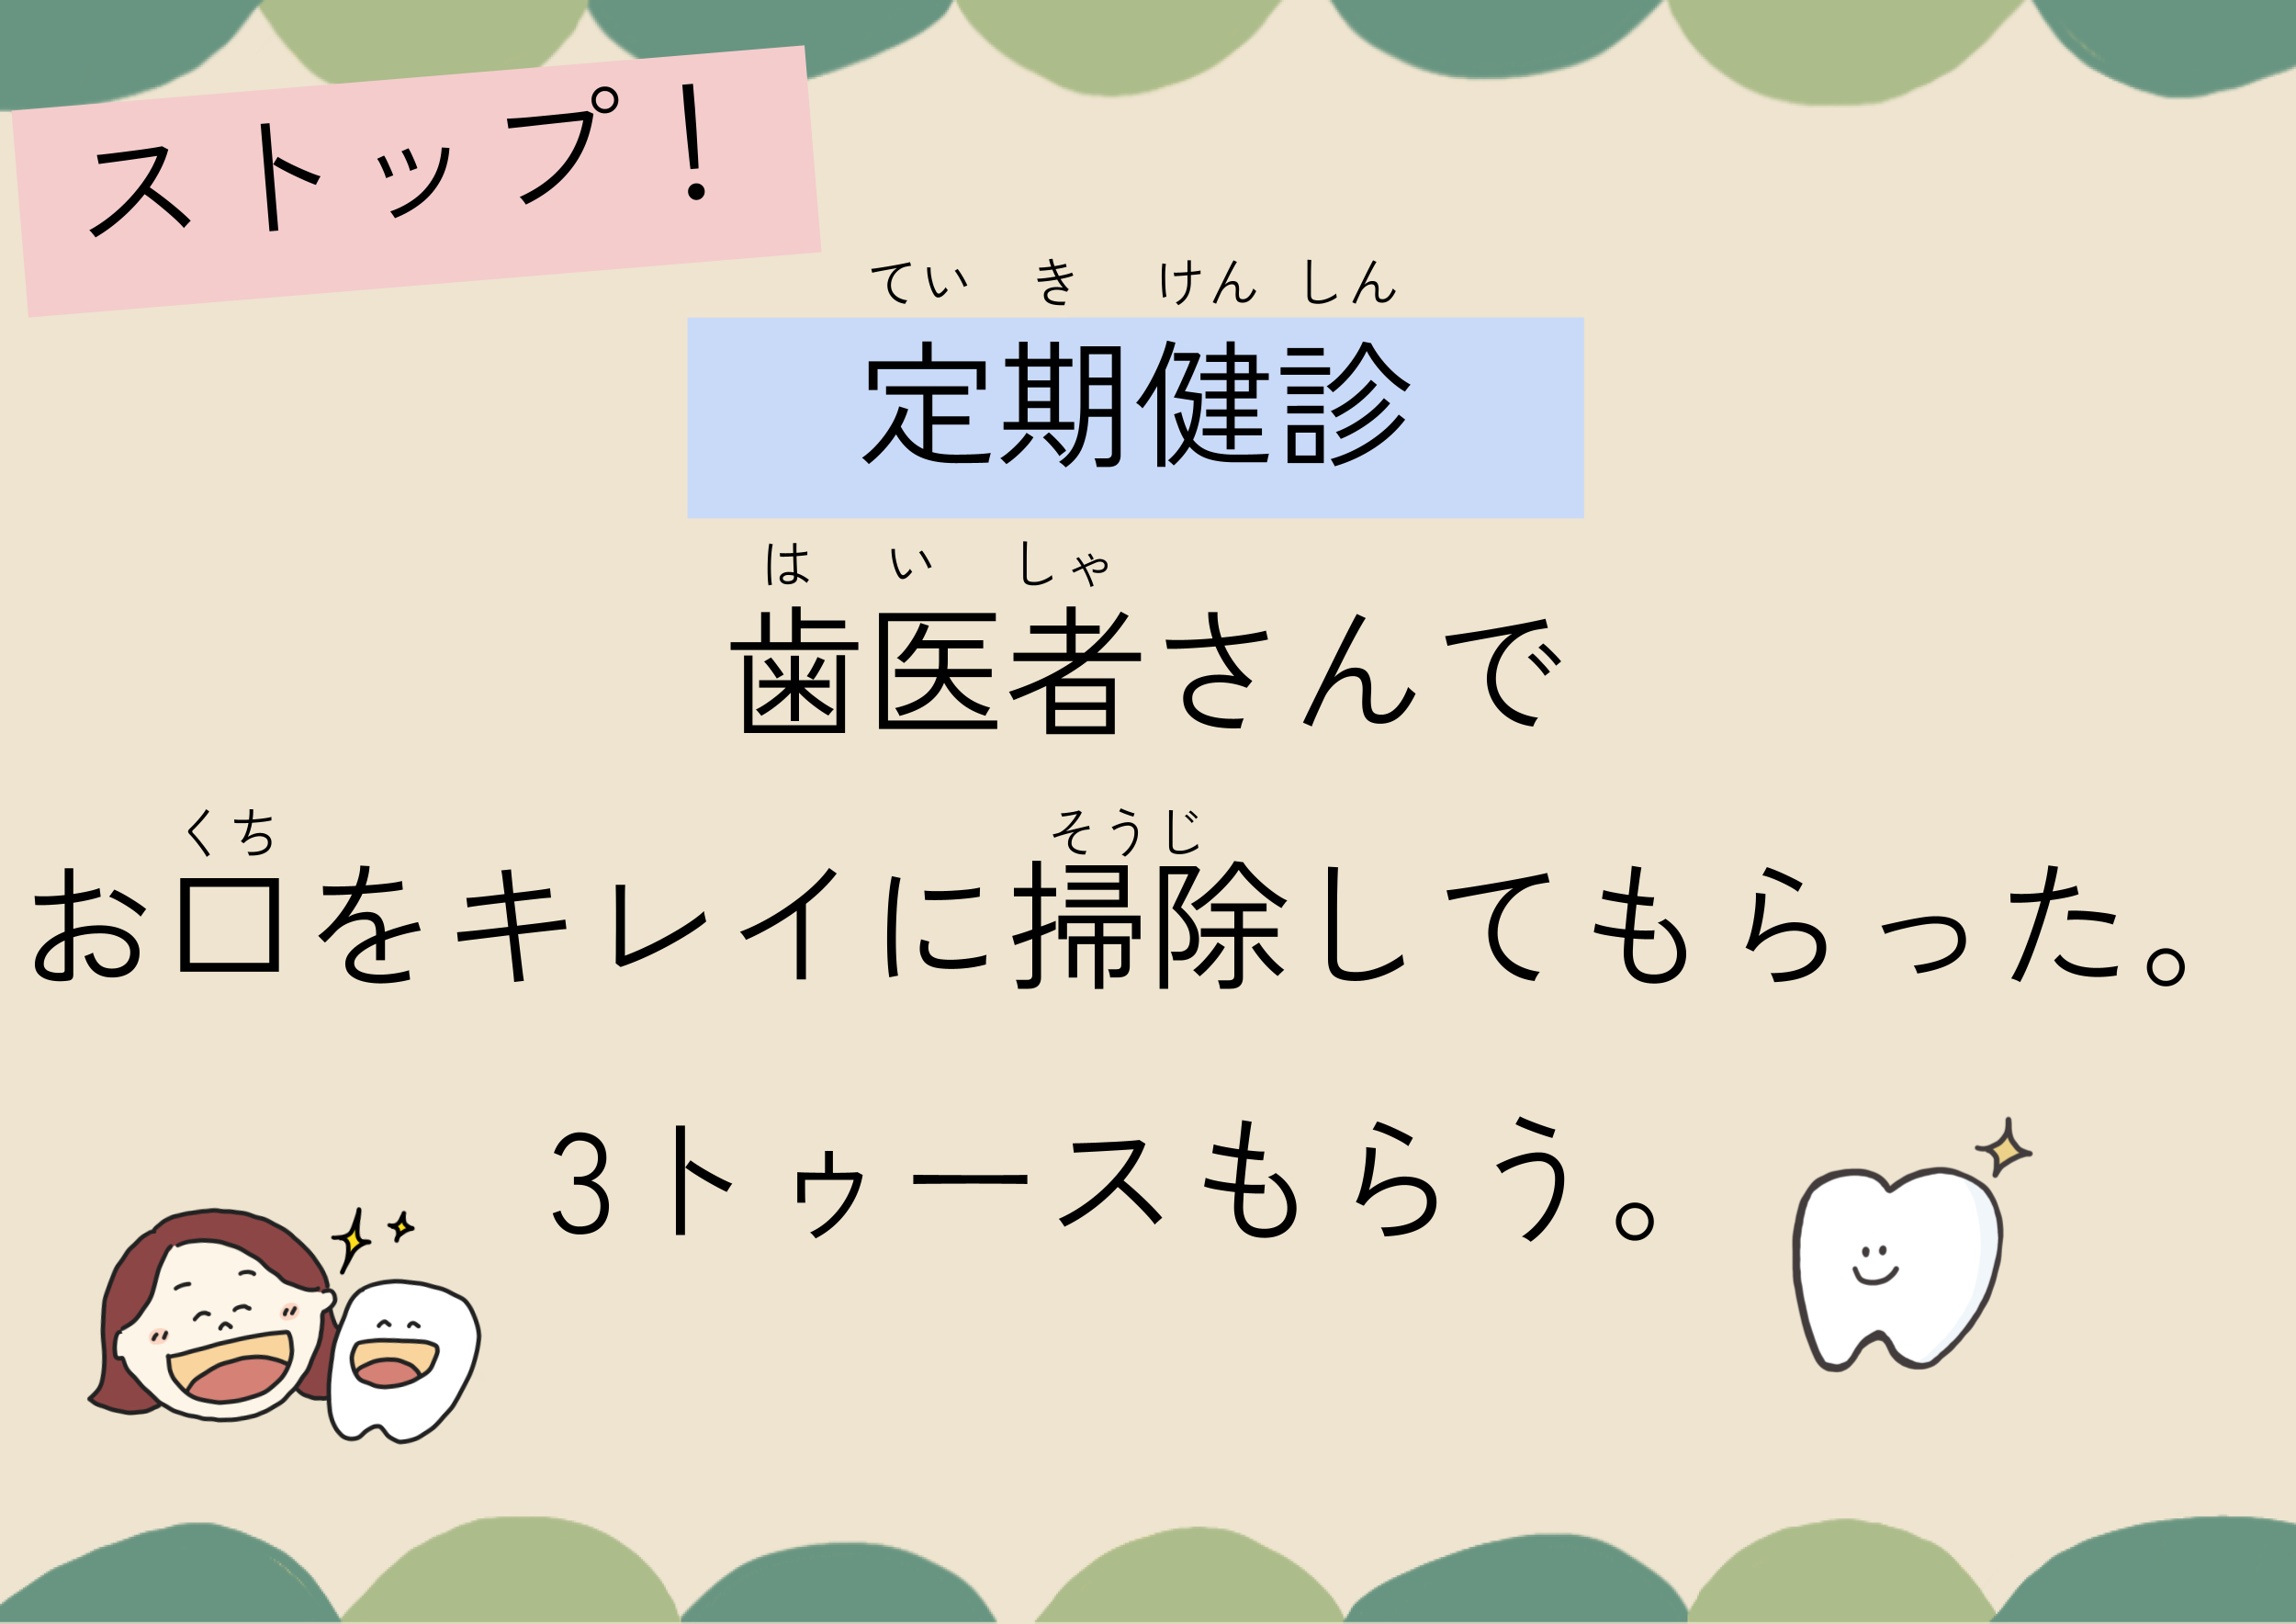 ストップ！
ていきけんしん
定期健診
はいしゃ
歯医者さんで
くち そうじ
お口をキレイに掃除してもらった。
３トゥースもらう。